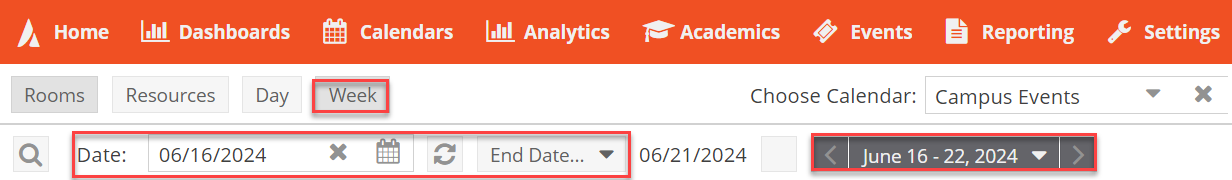 Home Dashboards Calendars Analytics Academics Events Reporting Settings
Rooms Resources Day Week Choose Calendar: Campus Events
Date: 06/16/2024 End Date... 06/21/2024 June 16 - 22, 2024